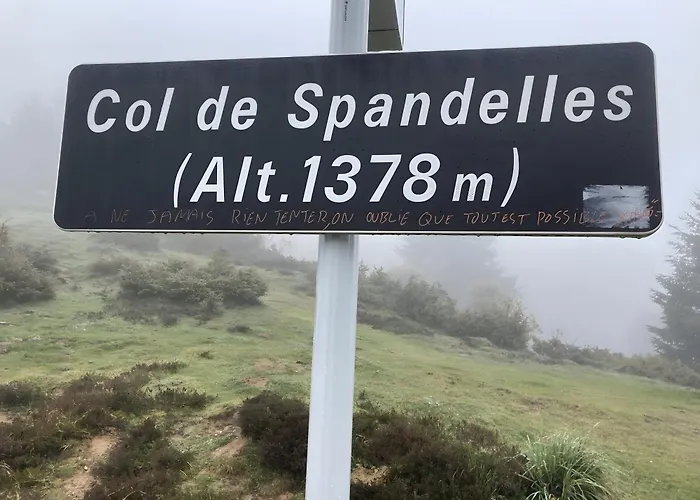 Col de Spandelles
(Alt.1378 m)
A NE JAMAIS RIEN TENTER, ON OUBLIE QUE TOUT EST POSSIBLE